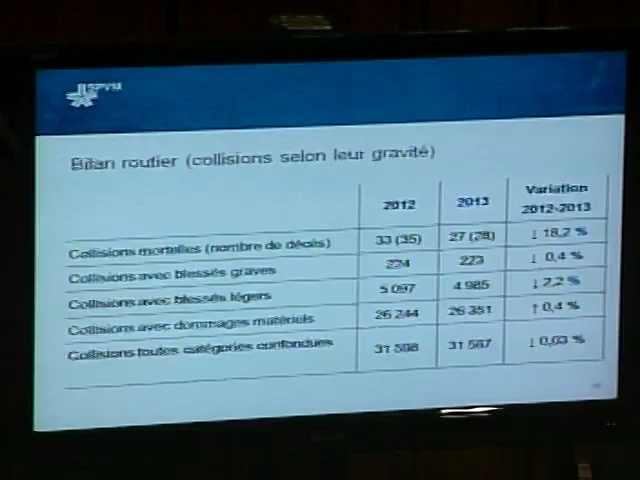 SPVM
Bilan routier (collisions selon leur gravité)
2012 2013 Variation 2012-2013
Collisions mortelles (nombre de décès) 33 (35) 27 (28) ↓ 18,2 %
Collisions avec blessés graves 224 223 ↓ 0,4 %
Collisions avec blessés légers 5 097 4 985 ↓ 2,2 %
Collisions avec dommages matériels 26 244 26 351 ↑ 0,4 %
Collisions toutes catégories confondues 31 598 31 587 ↓ 0,03 %